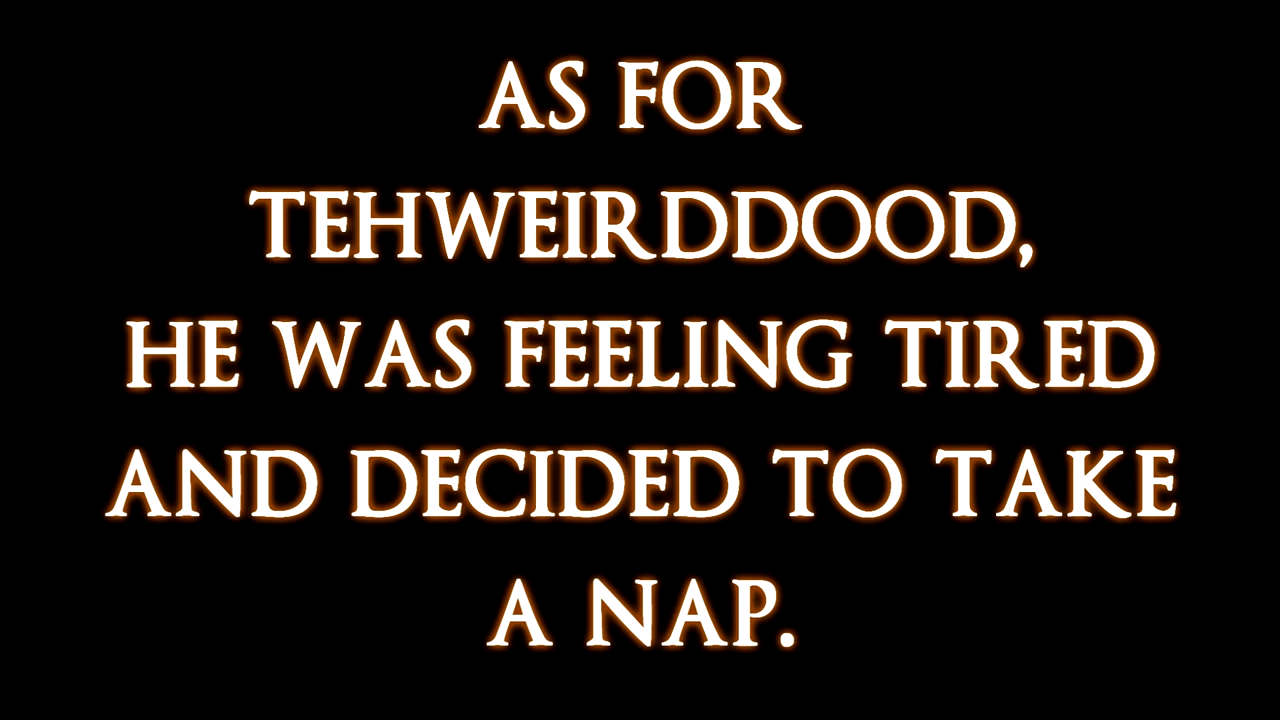 AS FOR
TEHWEIRDDOOD,
HE WAS FEELING TIRED
AND DECIDED TO TAKE
A NAP.